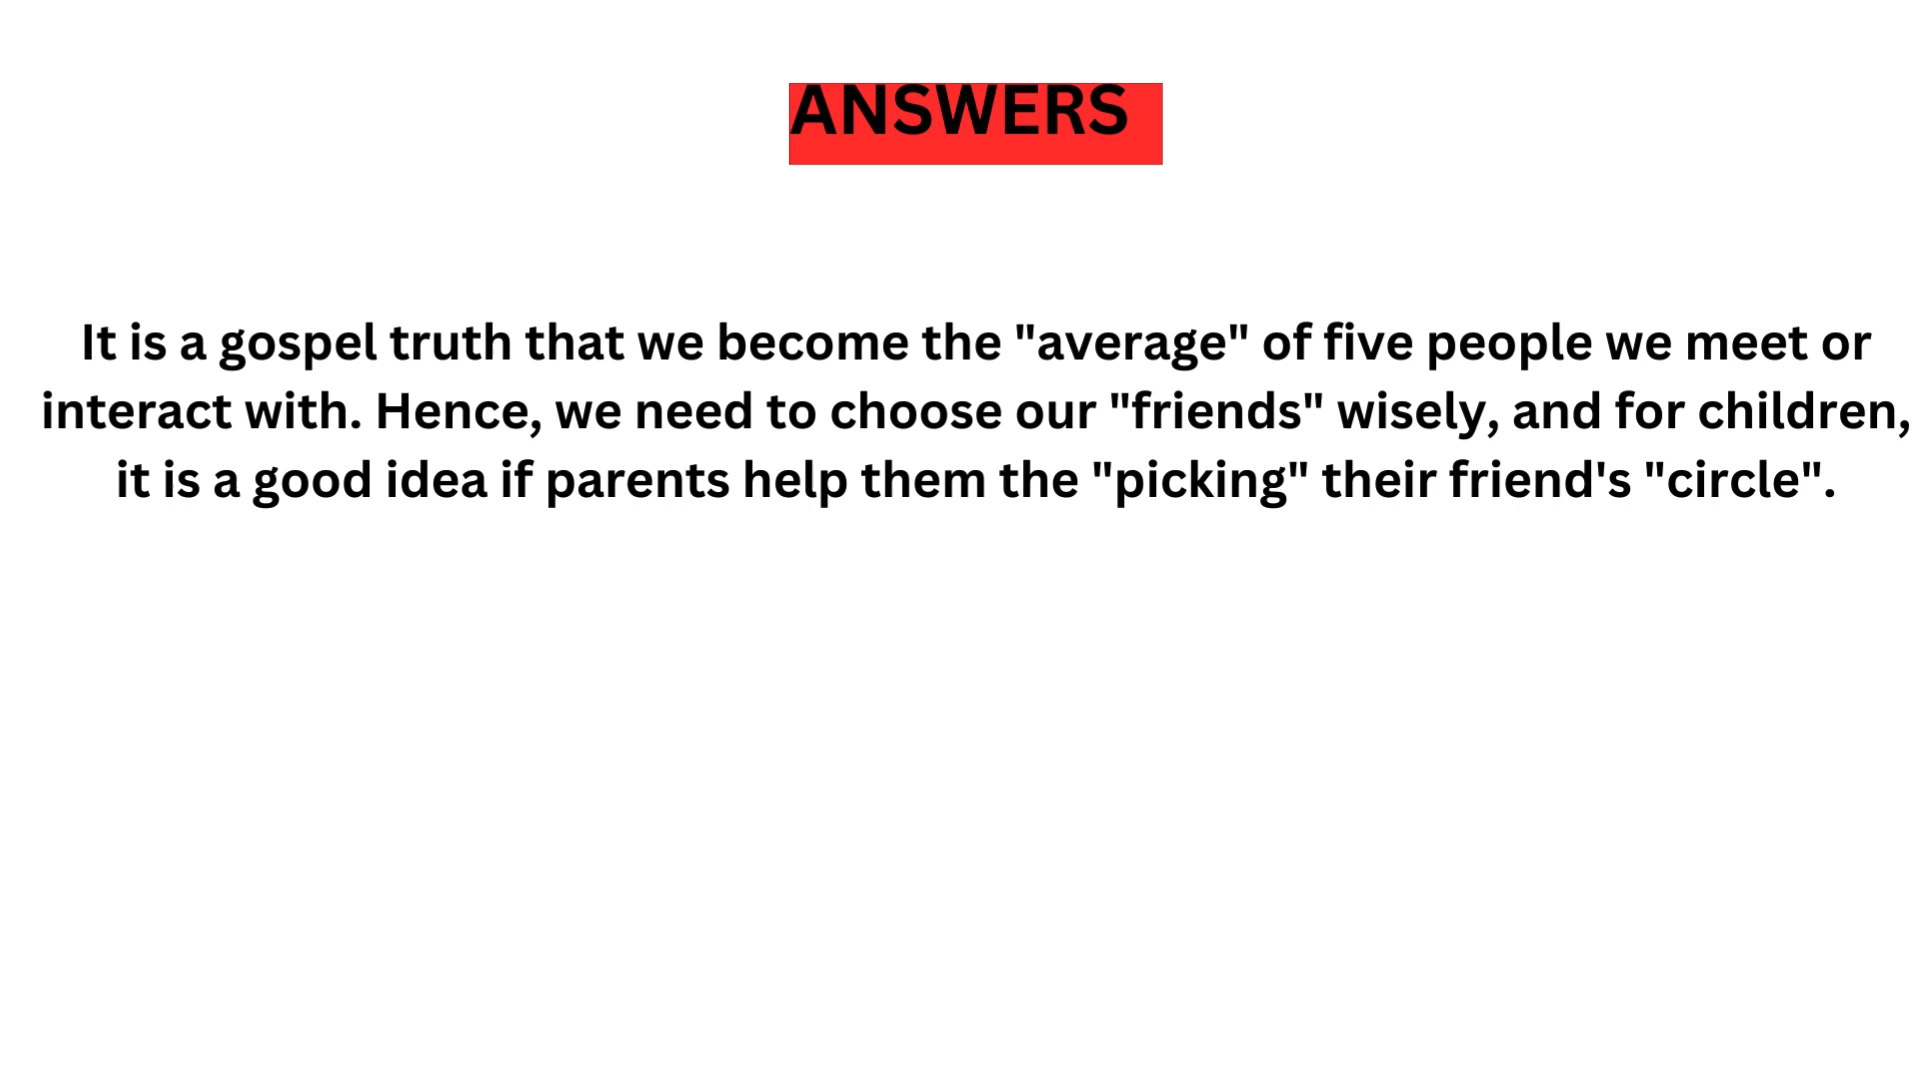 ANSWERS
It is a gospel truth that we become the "average" of five people we meet or
interact with. Hence, we need to choose our "friends" wisely, and for children,
it is a good idea if parents help them the "picking" their friend's "circle".